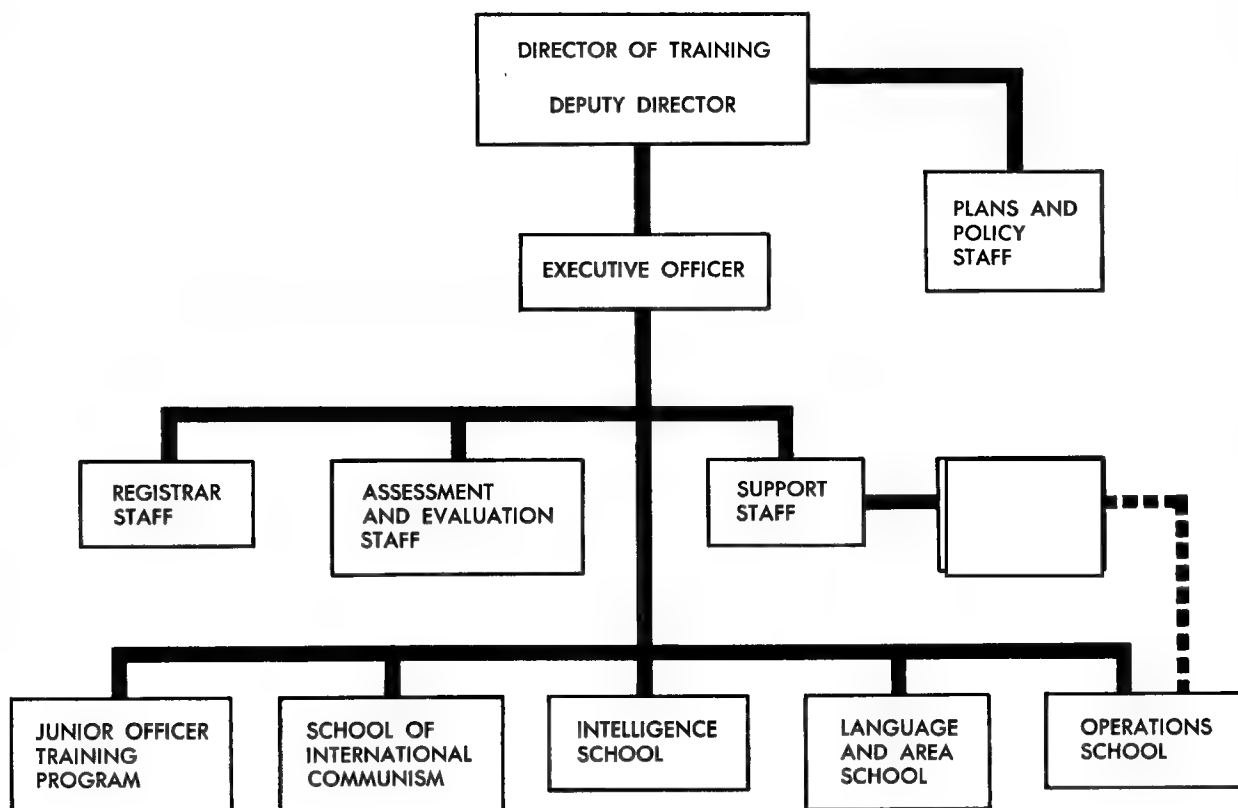 DIRECTOR OF TRAINING
DEPUTY DIRECTOR
PLANS AND
POLICY
STAFF
EXECUTIVE OFFICER
REGISTRAR
STAFF
ASSESSMENT
AND EVALUATION
STAFF
SUPPORT
STAFF
JUNIOR OFFICER
TRAINING
PROGRAM
SCHOOL OF
INTERNATIONAL
COMMUNISM
INTELLIGENCE
SCHOOL
LANGUAGE
AND AREA
SCHOOL
OPERATIONS
SCHOOL